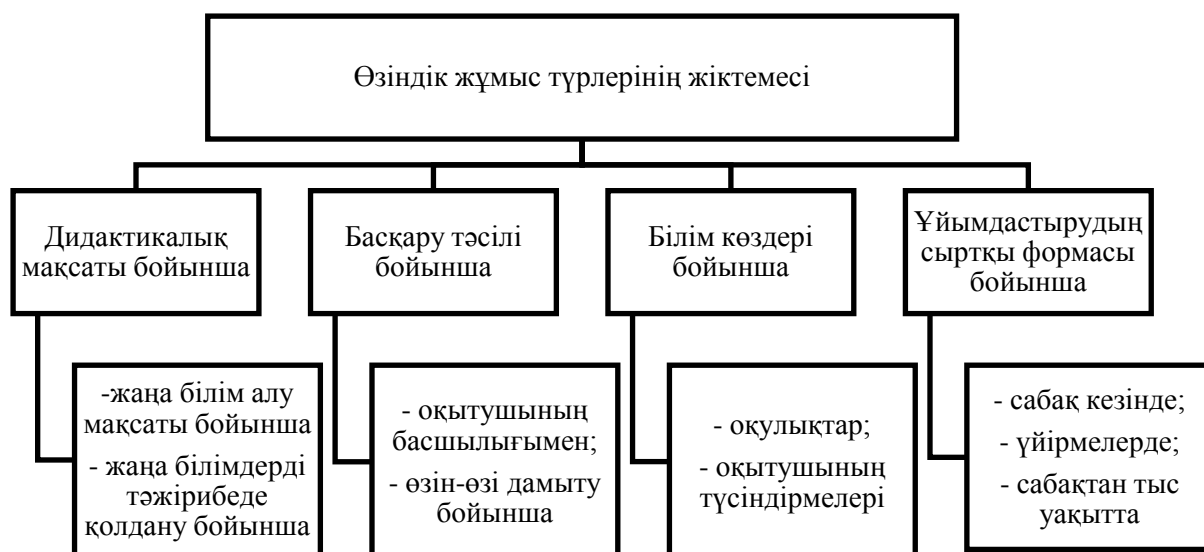 Өзіндік жұмыс түрлерінің жіктемесі
Дидактикалық
мақсаты бойынша
Басқару тәсілі
бойынша
Білім көздері
бойынша
Ұйымдастырудың
сыртқы формасы
бойынша
-жаңа білім алу
мақсаты бойынша
- жаңа білімдерді
тәжірибеде
қолдану бойынша
- оқытушының
басшылығымен;
- өзін-өзі дамыту
бойынша
- оқулықтар;
- оқытушының
түсіндірмелері
- сабақ кезінде;
- үйірмелерде;
- сабақтан тыс
уақытта